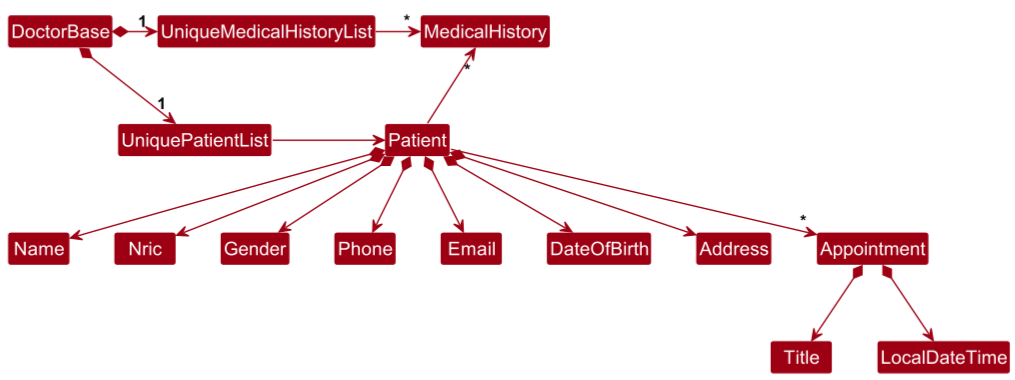 DoctorBase
1
UniqueMedicalHistoryList
*
MedicalHistory
*
1
UniquePatientList
Patient
*
Name
Nric
Gender
Phone
Email
DateOfBirth
Address
Appointment
Title
LocalDateTime